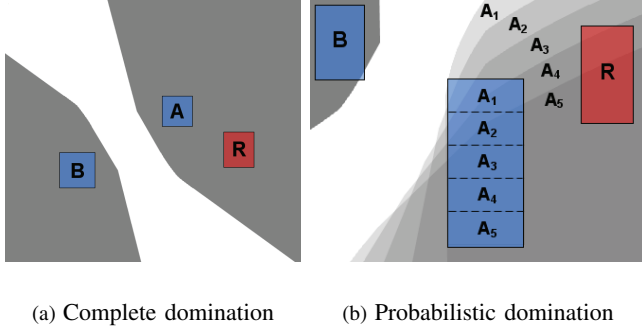 A
B
R
(a) Complete domination
B
A₁
A₂
A₃
A₄
A₅
R
A₁
A₂
A₃
A₄
A₅
(b) Probabilistic domination